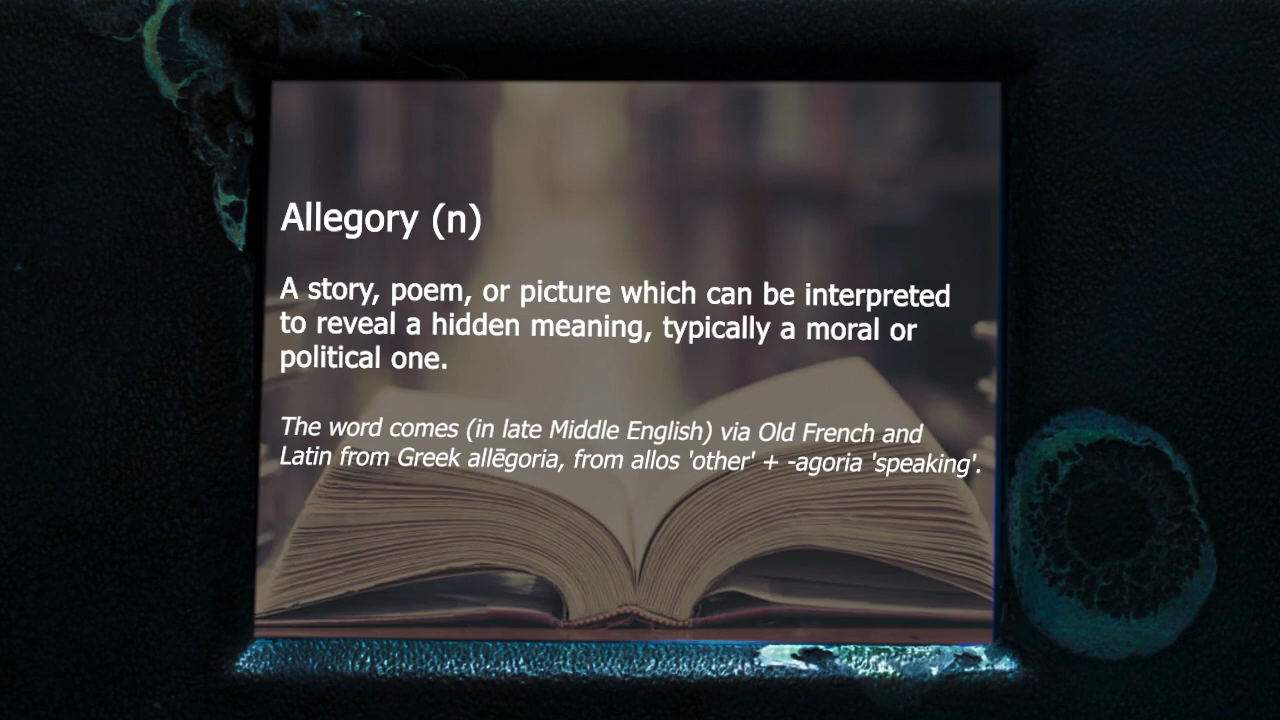 Allegory (n)
A story, poem, or picture which can be interpreted
to reveal a hidden meaning, typically a moral or
political one.
The word comes (in late Middle English) via Old French and
Latin from Greek allēgoria, from allos 'other' + -agoria 'speaking'.